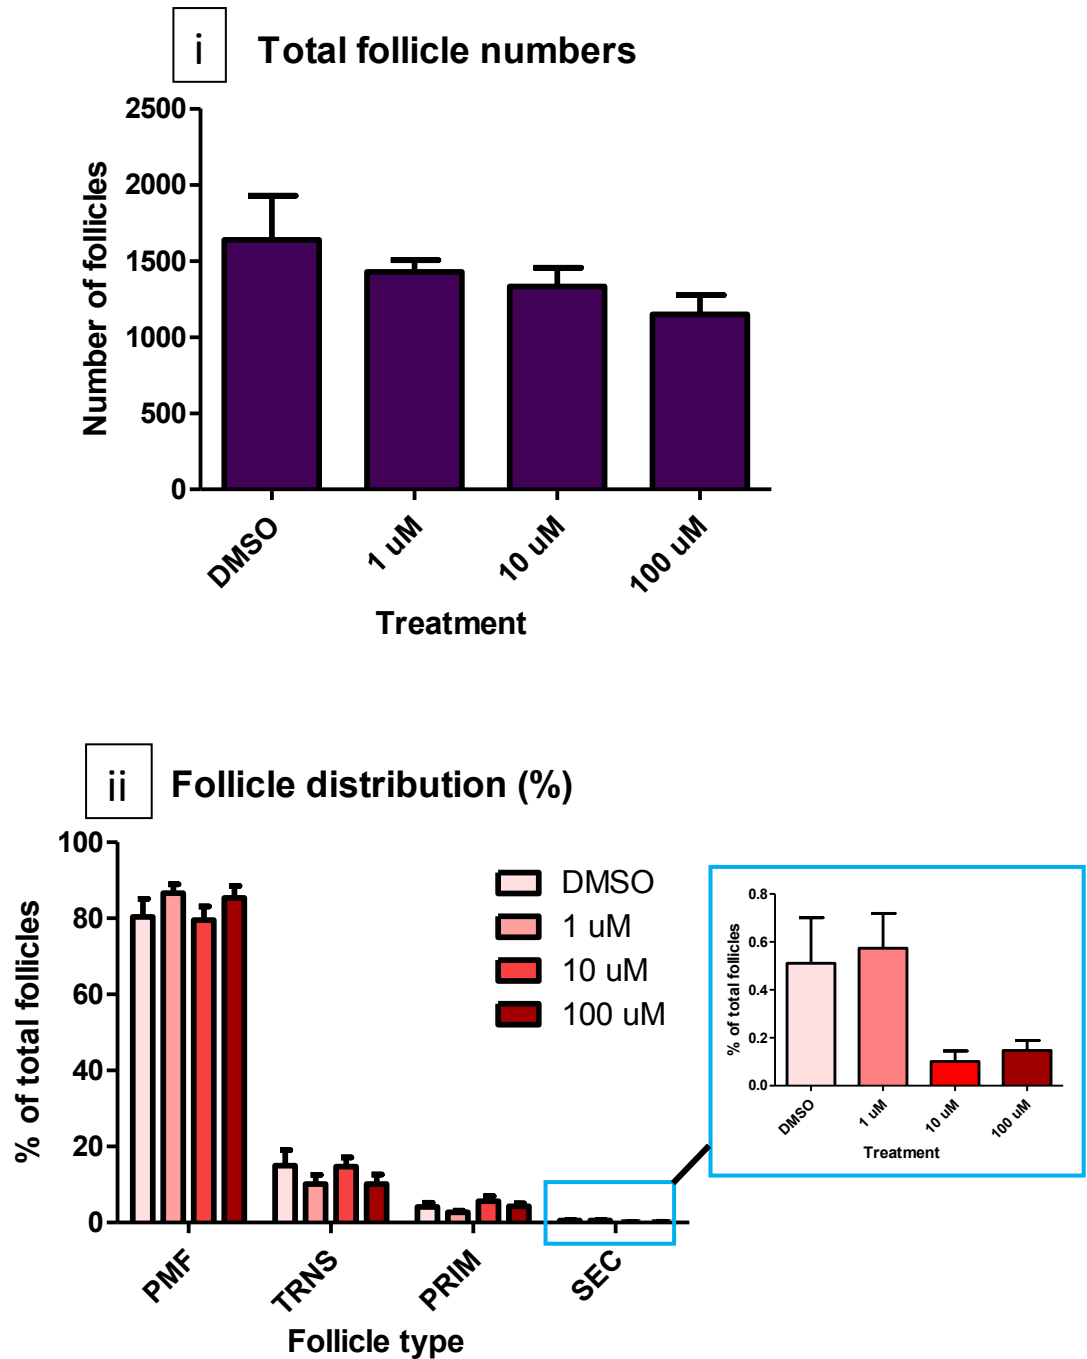 i Total follicle numbers
2500
2000
1500
1000
500
0
Number of follicles
DMSO 1 uM 10 uM 100 uM
Treatment
ii Follicle distribution (%)
100
80
60
40
20
0
% of total follicles
DMSO
1 uM
10 uM
100 uM
PMF TRNS PRIM SEC
Follicle type
0.8
0.6
0.4
0.2
0.0
% of total follicles
DMSO 1 uM 10 uM 100 uM
Treatment